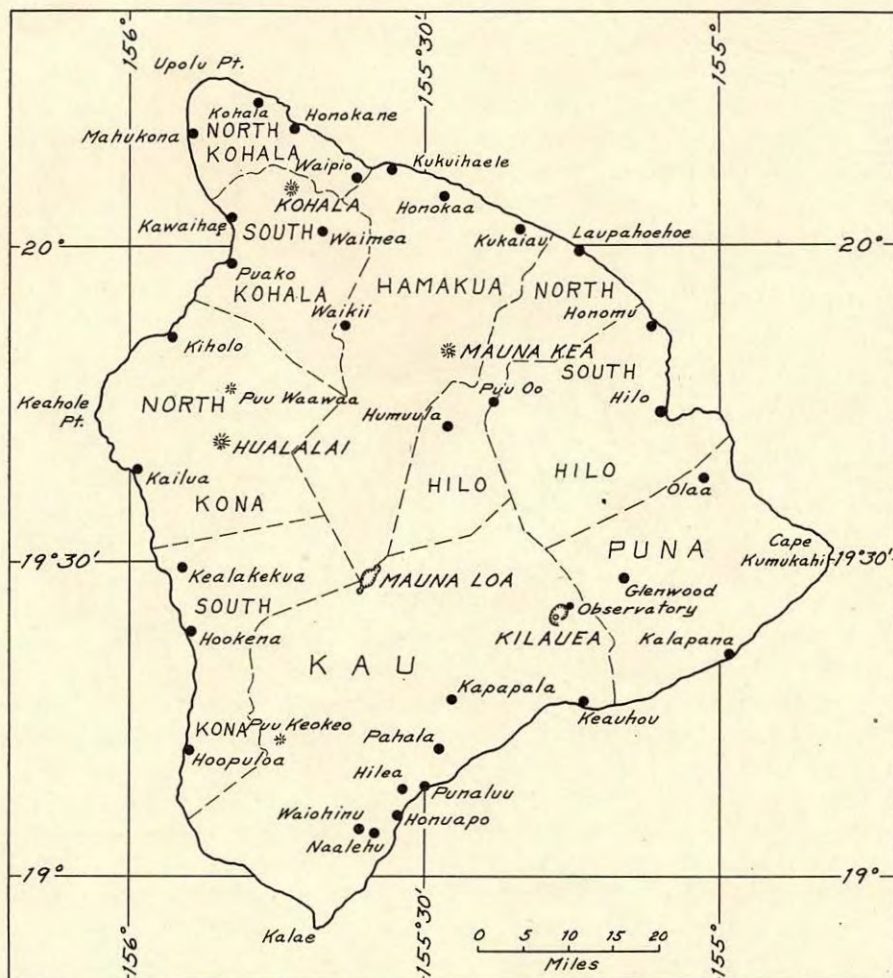 156°
155°30'
155°
Upolu Pt.
Kohala
Honokane
Mahukona
NORTH
KOHALA
Waipio
Kukuihaele
KOHALA
Honokaa
Kawaihae
SOUTH
Waimea
Kukaiau
Laupahoehoe
20°
20°
Puako
KOHALA
HAMAKUA
NORTH
Waikii
Honomu
Kiholo
MAUNA KEA
SOUTH
Keahole
Pt.
NORTH
Puu Waawaa
Puu Oo
Humuula
Hilo
HUALALAI
Kailua
KONA
HILO
HILO
Olaa
PUNA
Cape
Kumukahi
19°30'
19°30'
Kealakekua
MAUNA LOA
Glenwood
Observatory
SOUTH
Hookena
KILAUEA
Kalapana
KAU
Kapapala
Keauhou
KONA
Puu Keokeo
Pahala
Hoopuloa
Hilea
Punaluu
Waiohinu
Honuapo
Naalehu
19°
19°
Kalae
156°
155°30'
155°
0 5 10 15 20
Miles